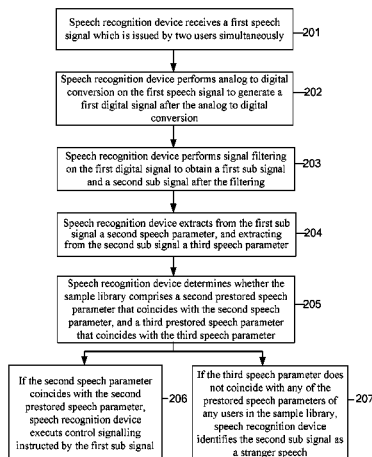 Speech recognition device receives a first speech
signal which is issued by two users simultaneously
201
Speech recognition device performs analog to digital
conversion on the first speech signal to generate a
first digital signal after the analog to digital
conversion
202
Speech recognition device performs signal filtering
on the first digital signal to obtain a first sub signal
and a second sub signal after the filtering
203
Speech recognition device extracts from the first sub
signal a second speech parameter, and extracting
from the second sub signal a third speech parameter
204
Speech recognition device determines whether the
sample library comprises a second prestored speech
parameter that coincides with the second speech
parameter, and a third prestored speech parameter
that coincides with the third speech parameter
205
If the second speech parameter
coincides with the second
prestored speech parameter,
speech recognition device
executes control signalling
instructed by the first sub signal
206
If the third speech parameter does
not coincide with any of the
prestored speech parameters of
any users in the sample library,
speech recognition device
identifies the second sub signal as
a stranger speech
207